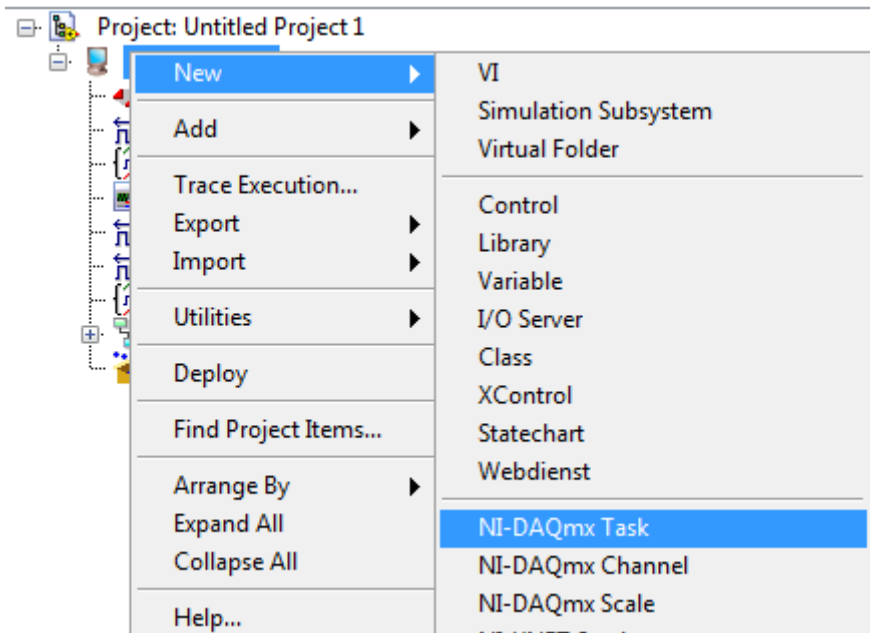 Project: Untitled Project 1
New
Add
Trace Execution...
Export
Import
Utilities
Deploy
Find Project Items...
Arrange By
Expand All
Collapse All
Help...
VI
Simulation Subsystem
Virtual Folder
Control
Library
Variable
I/O Server
Class
XControl
Statechart
Webdienst
NI-DAQmx Task
NI-DAQmx Channel
NI-DAQmx Scale